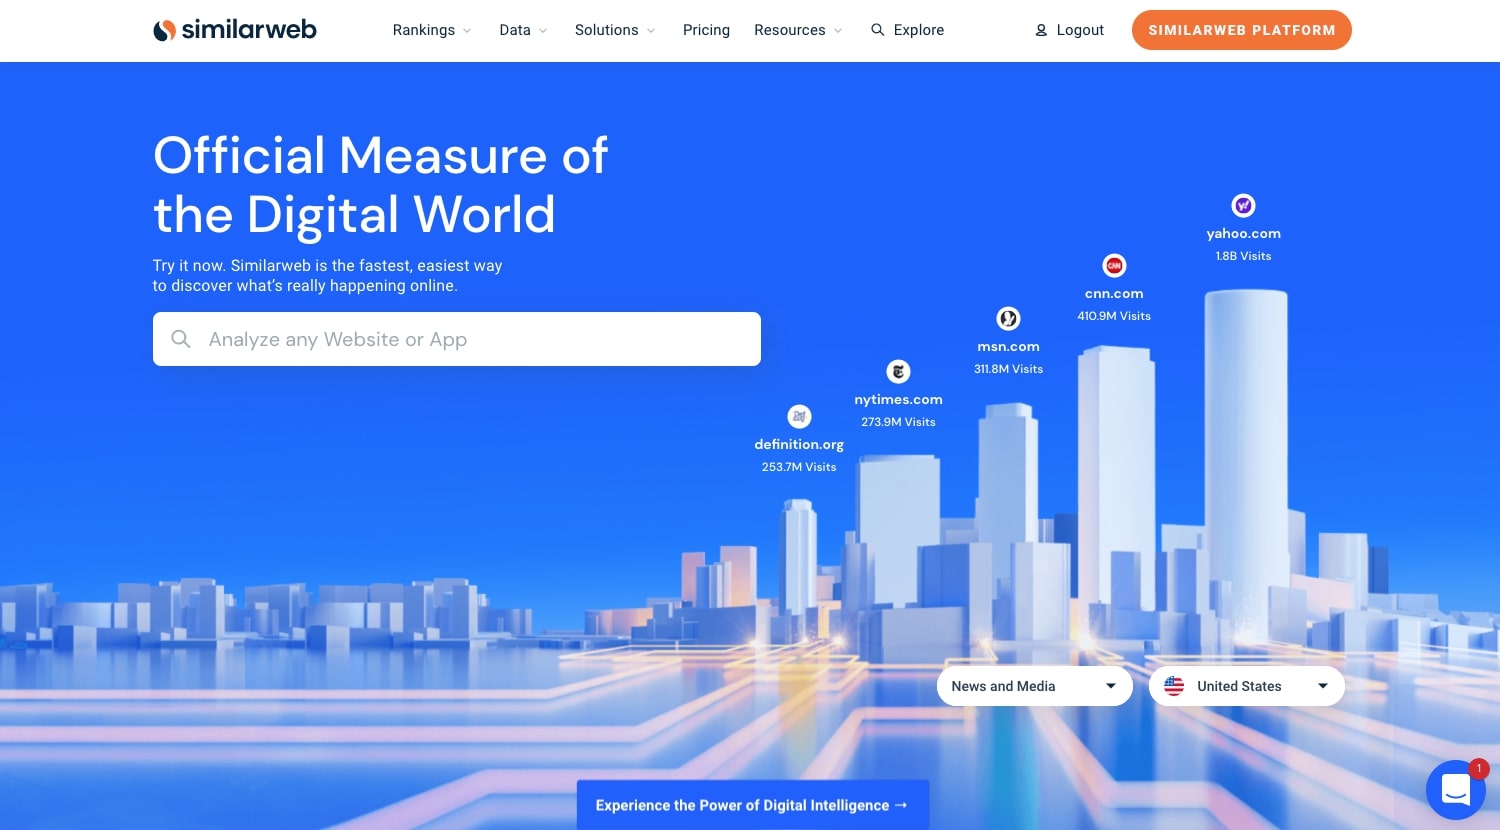 similarweb
Rankings
Data
Solutions
Pricing
Resources
Explore
Logout
SIMILARWEB PLATFORM
Official Measure of
the Digital World
Try it now. Similarweb is the fastest, easiest way
to discover what's really happening online.
Analyze any Website or App
yahoo.com
1.8B Visits
CNN
cnn.com
410.9M Visits
msn.com
311.8M Visits
nytimes.com
273.9M Visits
definition.org
253.7M Visits
News and Media
United States
1
Experience the Power of Digital Intelligence →